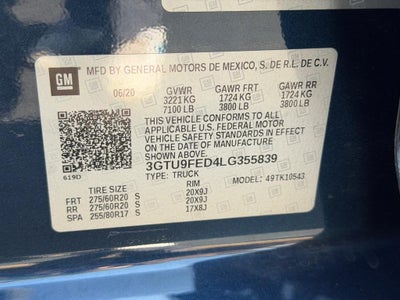 GM
MFD BY GENERAL MOTORS DE MEXICO, S. DE R.L. DE C.V.
06/20 GVWR GAWR FRT GAWR RR
3221 KG 1724 KG 1724 KG
7100 LB 3800 LB 3800 LB
THIS VEHICLE CONFORMS TO ALL
APPLICABLE U.S. FEDERAL MOTOR
VEHICLE SAFETY STANDARDS IN EFFECT
ON THE DATE OF MANUFACTURE SHOWN ABOVE.
619D
3GTU9FED4LG355839
TYPE: TRUCK 49TK10543
TIRE SIZE RIM
FRT 275/60R20 S 20X9J
RR 275/60R20 S 20X9J
SPA 255/80R17 S 17X8J